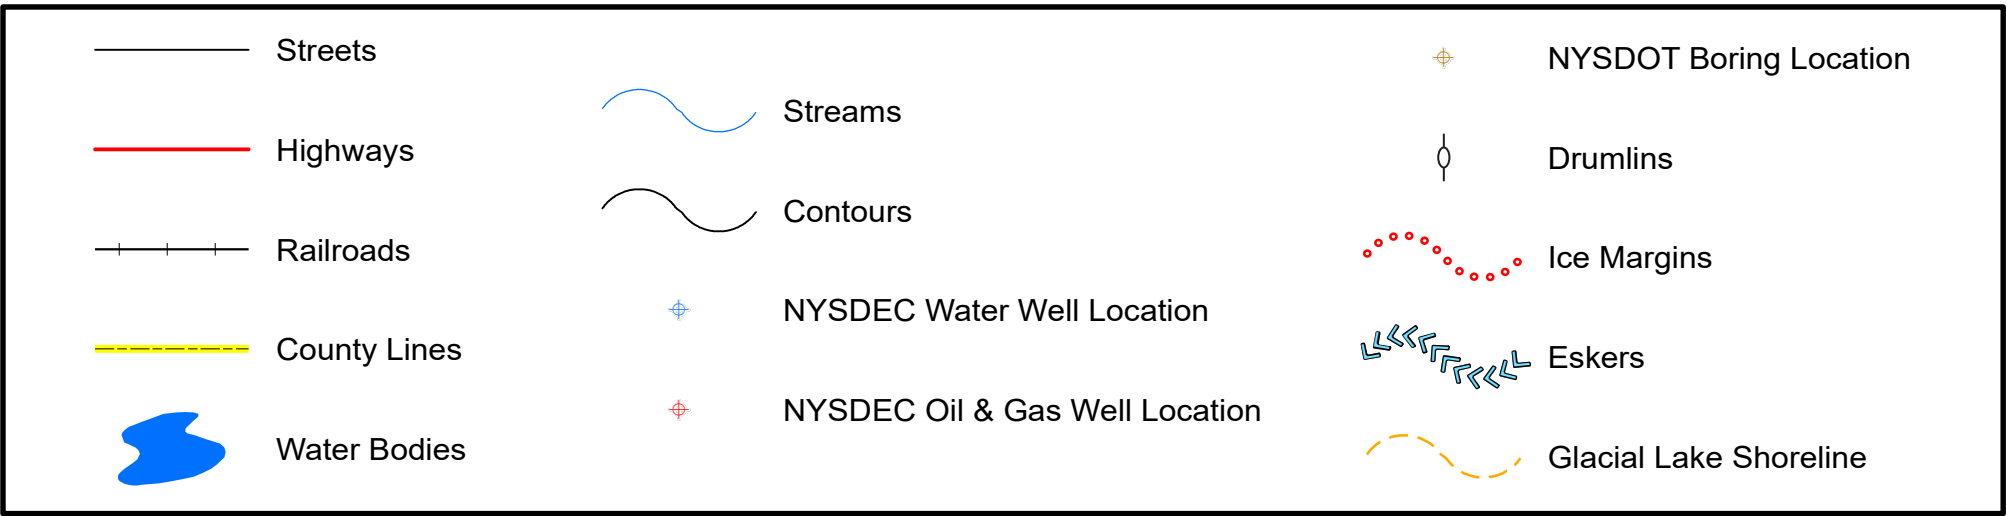 Streets
Highways
Railroads
County Lines
Water Bodies
Streams
Contours
NYSDEC Water Well Location
NYSDEC Oil & Gas Well Location
NYSDOT Boring Location
Drumlins
Ice Margins
Eskers
Glacial Lake Shoreline